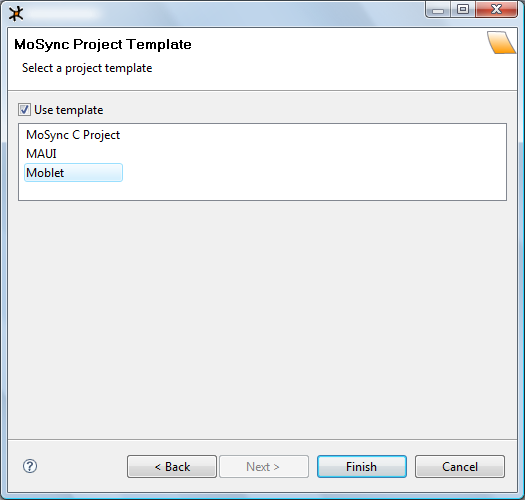 MoSync Project Template
Select a project template
Use template
MoSync C Project
MAUI
Moblet
?
< Back
Next >
Finish
Cancel